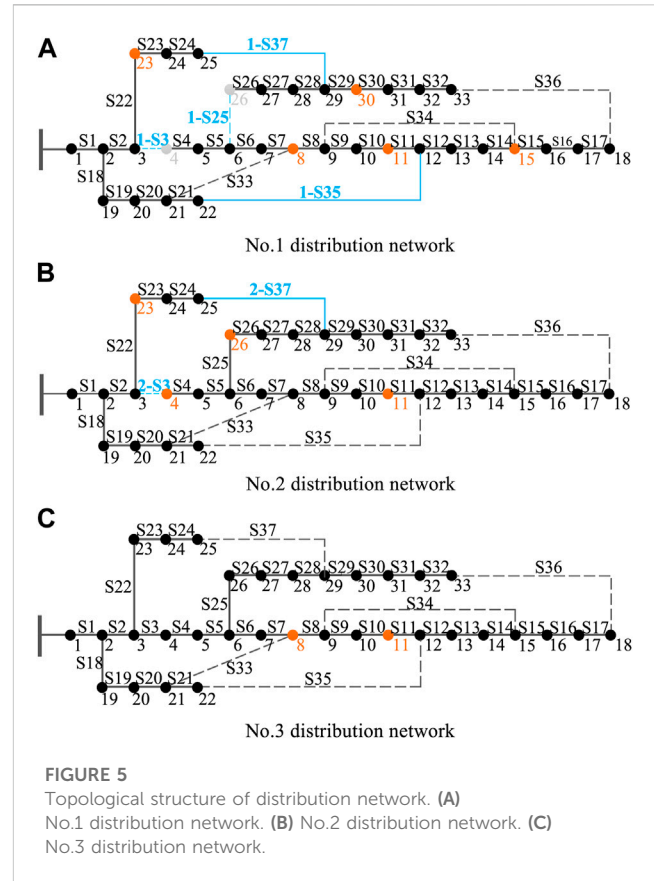 A
S23 S24 1-S37
23 24 25
S26 S27 S28 S29 S30 S31 S32 S36
26 27 28 29 30 31 32 33
S22 1-S25 S34
S1 S2 1-S3 S4 S5 S6 S7 S8 S9 S10 S11 S12 S13 S14 S15 S16 S17
1 2 3 4 5 6 7 8 9 10 11 12 13 14 15 16 17 18
S18 S33
S19 S20 S21 1-S35
19 20 21 22
No.1 distribution network
B
S23 S24 2-S37
23 24 25
S26 S27 S28 S29 S30 S31 S32 S36
26 27 28 29 30 31 32 33
S22 S25 S34
S1 S2 2-S3 S4 S5 S6 S7 S8 S9 S10 S11 S12 S13 S14 S15 S16 S17
1 2 3 4 5 6 7 8 9 10 11 12 13 14 15 16 17 18
S18 S33
S19 S20 S21 S35
19 20 21 22
No.2 distribution network
C
S23 S24 S37
23 24 25
S26 S27 S28 S29 S30 S31 S32 S36
26 27 28 29 30 31 32 33
S22 S25 S34
S1 S2 S3 S4 S5 S6 S7 S8 S9 S10 S11 S12 S13 S14 S15 S16 S17
1 2 3 4 5 6 7 8 9 10 11 12 13 14 15 16 17 18
S18 S33
S19 S20 S21 S35
19 20 21 22
No.3 distribution network
FIGURE 5
Topological structure of distribution network. (A)
No.1 distribution network. (B) No.2 distribution network. (C)
No.3 distribution network.